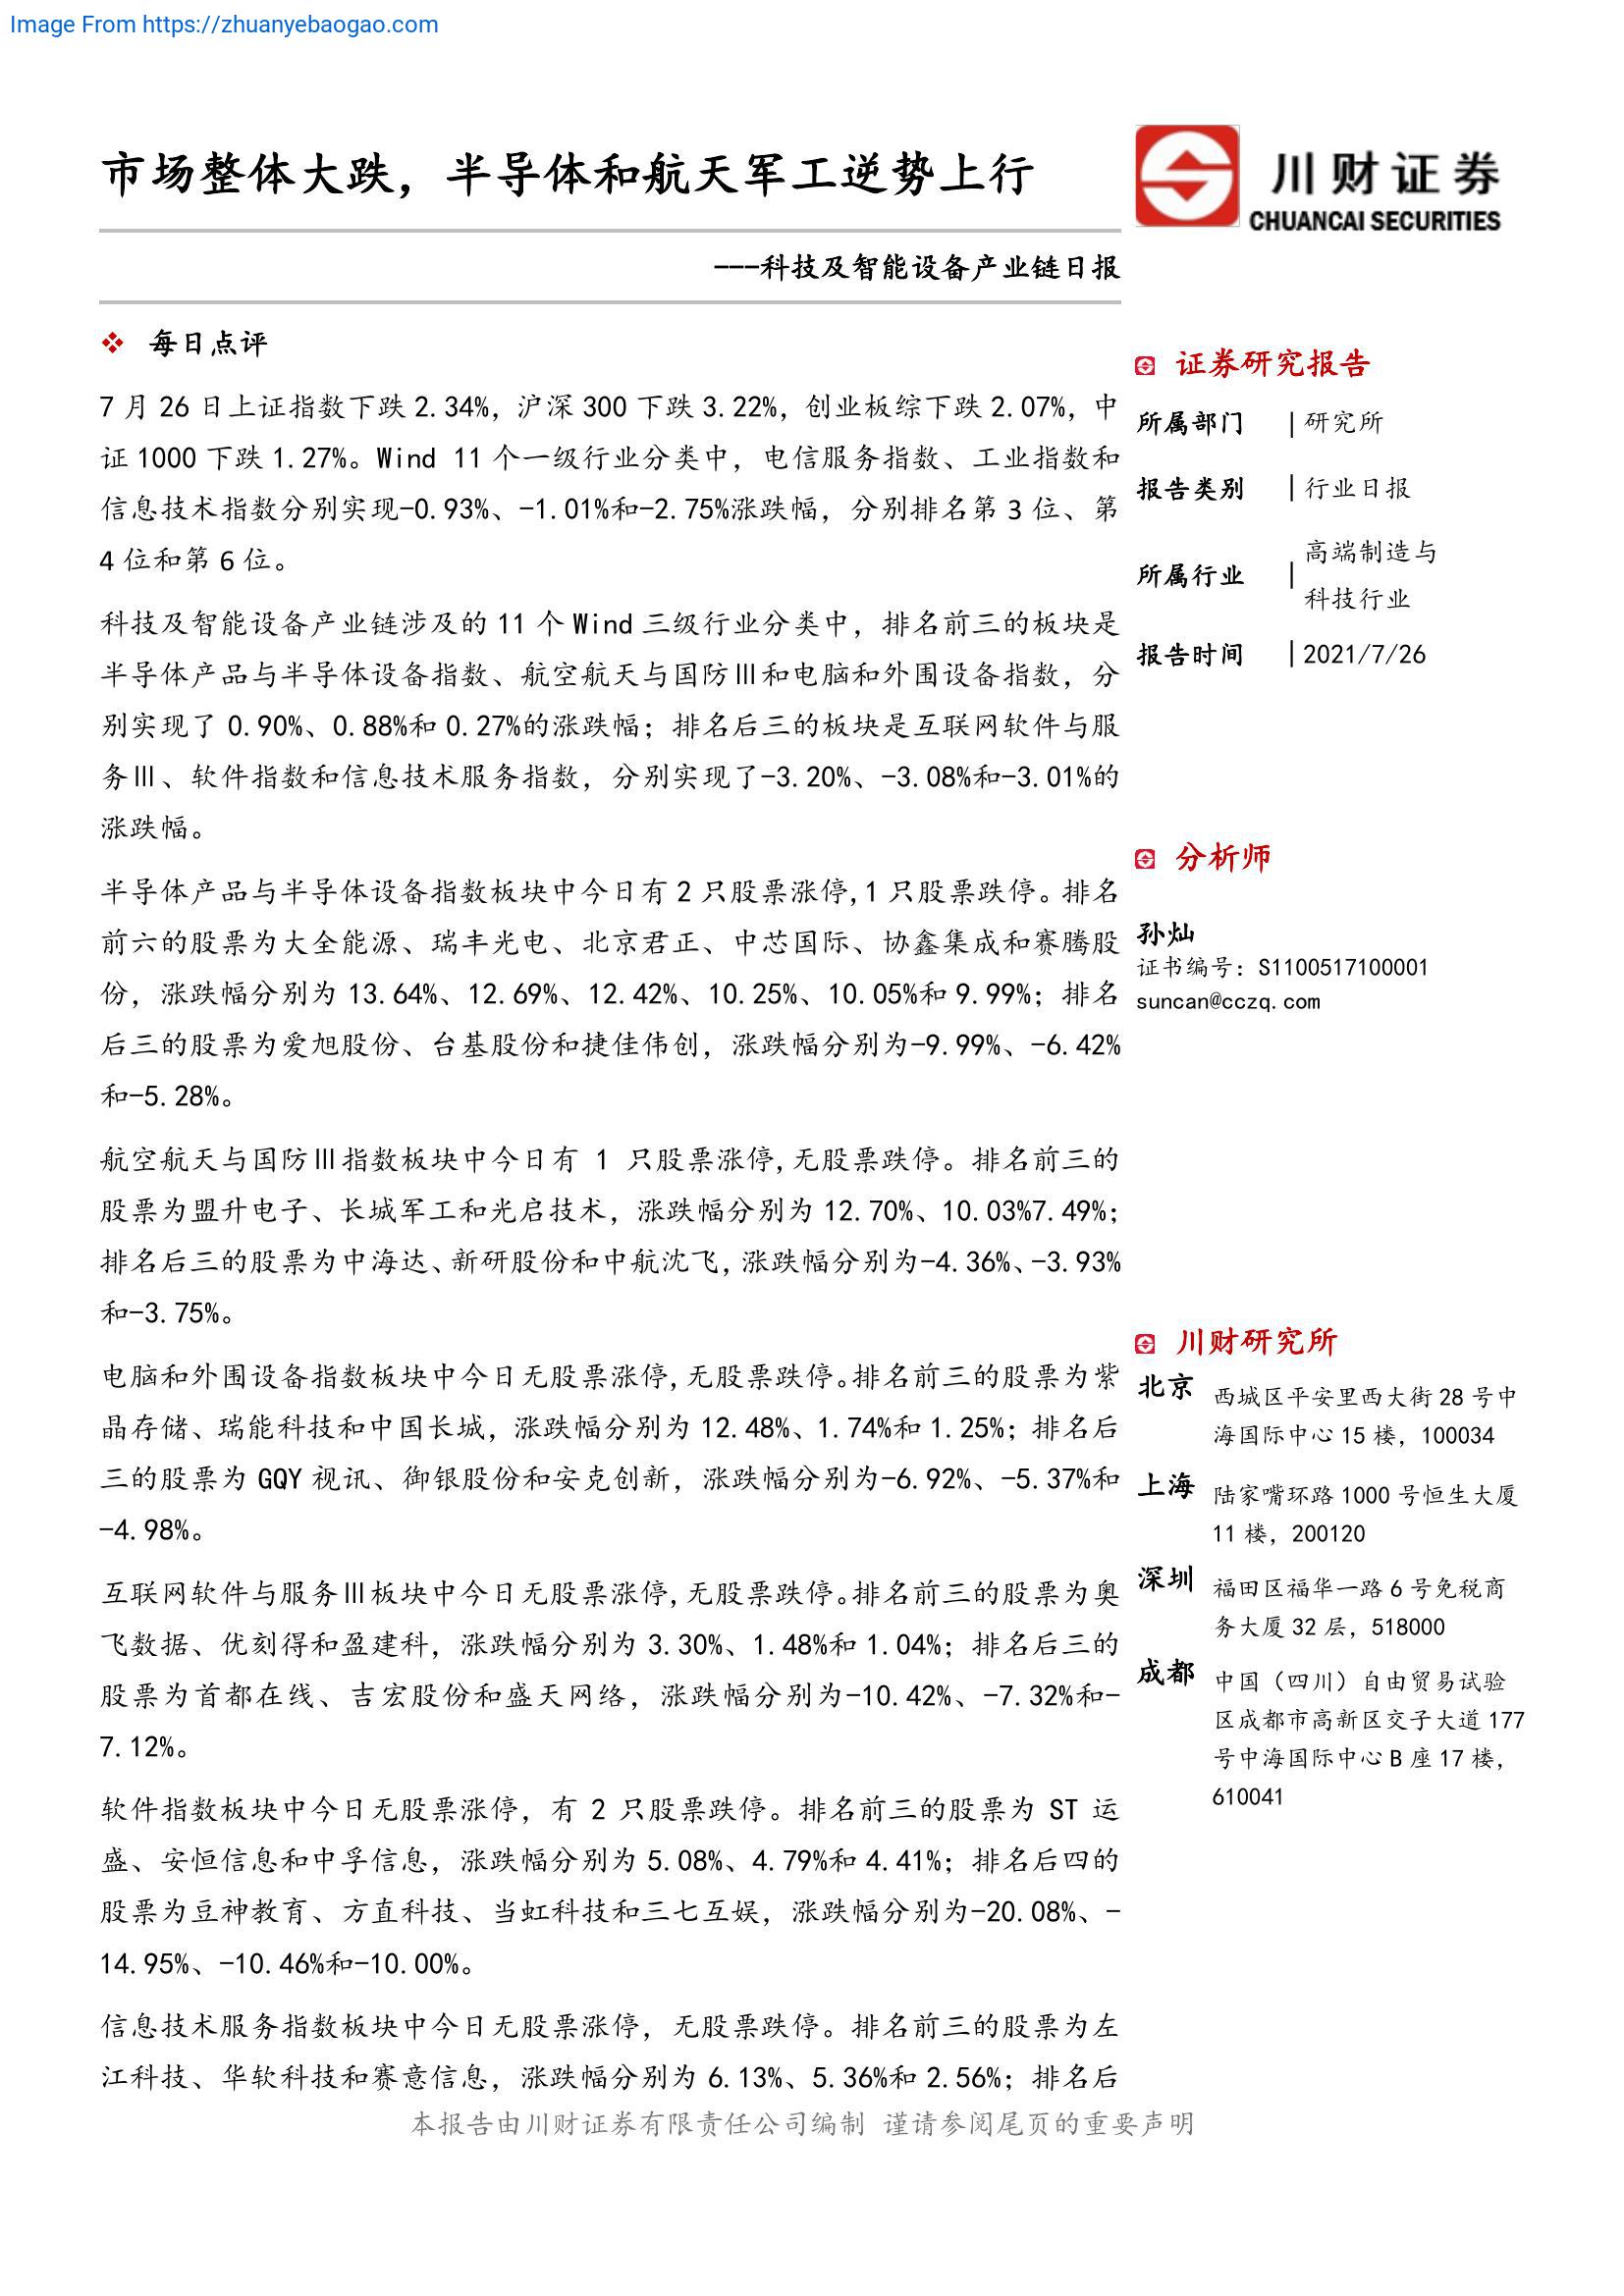 Image From https://zhuanyebaogao.com
市场整体大跌，半导体和航天军工逆势上行
川财证券
CHUANCAI SECURITIES
---科技及智能设备产业链日报
每日点评
7 月 26 日上证指数下跌 2.34%，沪深 300 下跌 3.22%，创业板综下跌 2.07%，中
证 1000 下跌 1.27%。Wind 11 个一级行业分类中，电信服务指数、工业指数和
信息技术指数分别实现-0.93%、-1.01%和-2.75%涨跌幅，分别排名第 3 位、第
4 位和第 6 位。
科技及智能设备产业链涉及的 11 个 Wind 三级行业分类中，排名前三的板块是
半导体产品与半导体设备指数、航空航天与国防Ⅲ和电脑和外围设备指数，分
别实现了 0.90%、0.88%和 0.27%的涨跌幅；排名后三的板块是互联网软件与服
务Ⅲ、软件指数和信息技术服务指数，分别实现了-3.20%、-3.08%和-3.01%的
涨跌幅。
半导体产品与半导体设备指数板块中今日有 2 只股票涨停,1 只股票跌停。排名
前六的股票为大全能源、瑞丰光电、北京君正、中芯国际、协鑫集成和赛腾股
份，涨跌幅分别为 13.64%、12.69%、12.42%、10.25%、10.05%和 9.99%；排名
后三的股票为爱旭股份、台基股份和捷佳伟创，涨跌幅分别为-9.99%、-6.42%
和-5.28%。
航空航天与国防Ⅲ指数板块中今日有 1 只股票涨停,无股票跌停。排名前三的
股票为盟升电子、长城军工和光启技术，涨跌幅分别为 12.70%、10.03%7.49%；
排名后三的股票为中海达、新研股份和中航沈飞,涨跌幅分别为-4.36%、-3.93%
和-3.75%。
电脑和外围设备指数板块中今日无股票涨停,无股票跌停。排名前三的股票为紫
晶存储、瑞能科技和中国长城，涨跌幅分别为 12.48%、1.74%和 1.25%；排名后
三的股票为 GQY 视讯、御银股份和安克创新，涨跌幅分别为-6.92%、-5.37%和
-4.98%。
互联网软件与服务Ⅲ板块中今日无股票涨停,无股票跌停。排名前三的股票为奥
飞数据、优刻得和盈建科，涨跌幅分别为 3.30%、1.48%和 1.04%；排名后三的
股票为首都在线、吉宏股份和盛天网络，涨跌幅分别为-10.42%、-7.32%和-
7.12%。
软件指数板块中今日无股票涨停，有 2 只股票跌停。排名前三的股票为 ST 运
盛、安恒信息和中孚信息，涨跌幅分别为 5.08%、4.79%和 4.41%；排名后四的
股票为豆神教育、方直科技、当虹科技和三七互娱，涨跌幅分别为-20.08%、-
14.95%、-10.46%和-10.00%。
信息技术服务指数板块中今日无股票涨停，无股票跌停。排名前三的股票为左
江科技、华软科技和赛意信息，涨跌幅分别为 6.13%、5.36%和 2.56%；排名后
证券研究报告
所属部门 | 研究所
报告类别 | 行业日报
所属行业 | 高端制造与
科技行业
报告时间 | 2021/7/26
分析师
孙灿
证书编号：S1100517100001
suncan@cczq.com
川财研究所
北京 西城区平安里西大街 28 号中
海国际中心 15 楼，100034
上海 陆家嘴环路 1000 号恒生大厦
11 楼，200120
深圳 福田区福华一路 6 号免税商
务大厦 32 层，518000
成都 中国（四川）自由贸易试验
区成都市高新区交子大道 177
号中海国际中心 B 座 17 楼，
610041
本报告由川财证券有限责任公司编制 谨请参阅尾页的重要声明